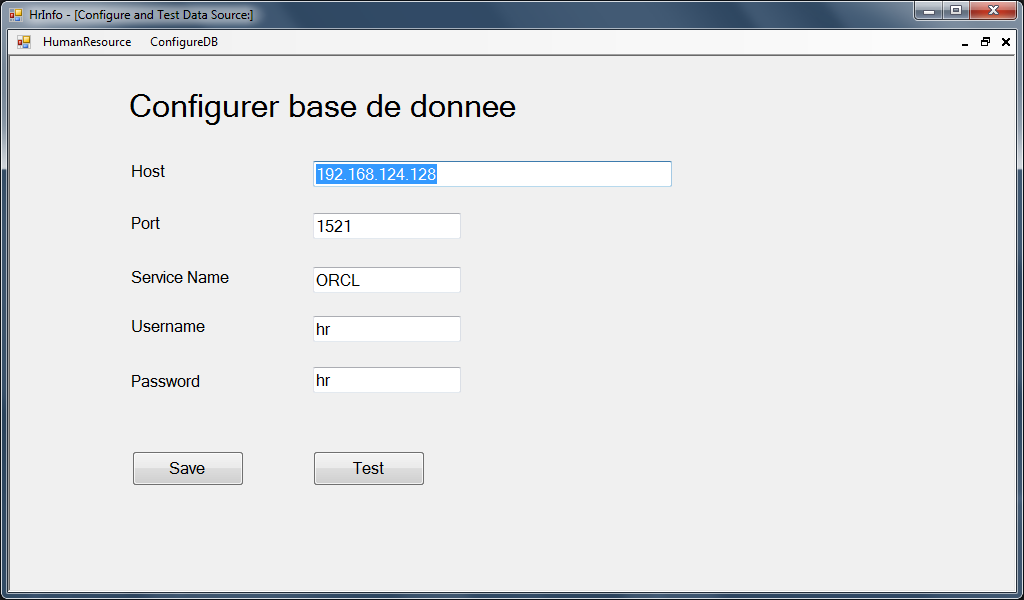 HrInfo - [Configure and Test Data Source:]
HumanResource ConfigureDB
Configurer base de donnee
Host 192.168.124.128
Port 1521
Service Name ORCL
Username hr
Password hr
Save Test